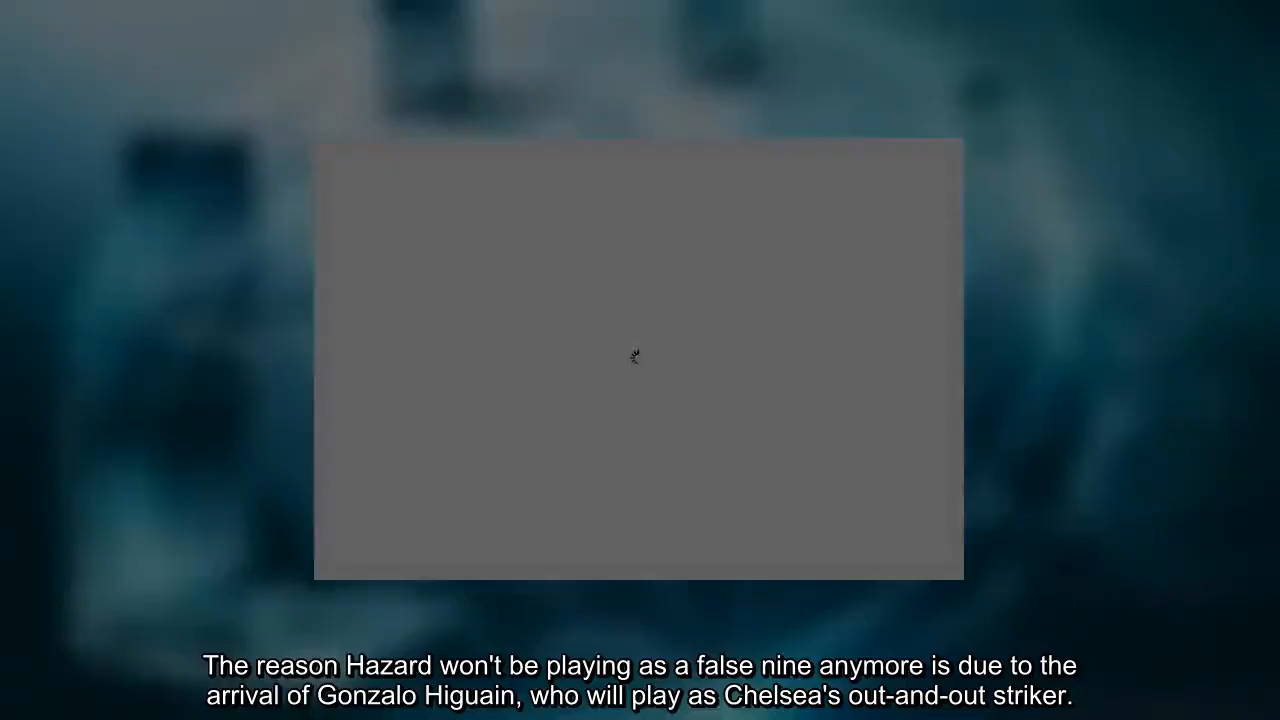 The reason Hazard won't be playing as a false nine anymore is due to the
arrival of Gonzalo Higuain, who will play as Chelsea's out-and-out striker.